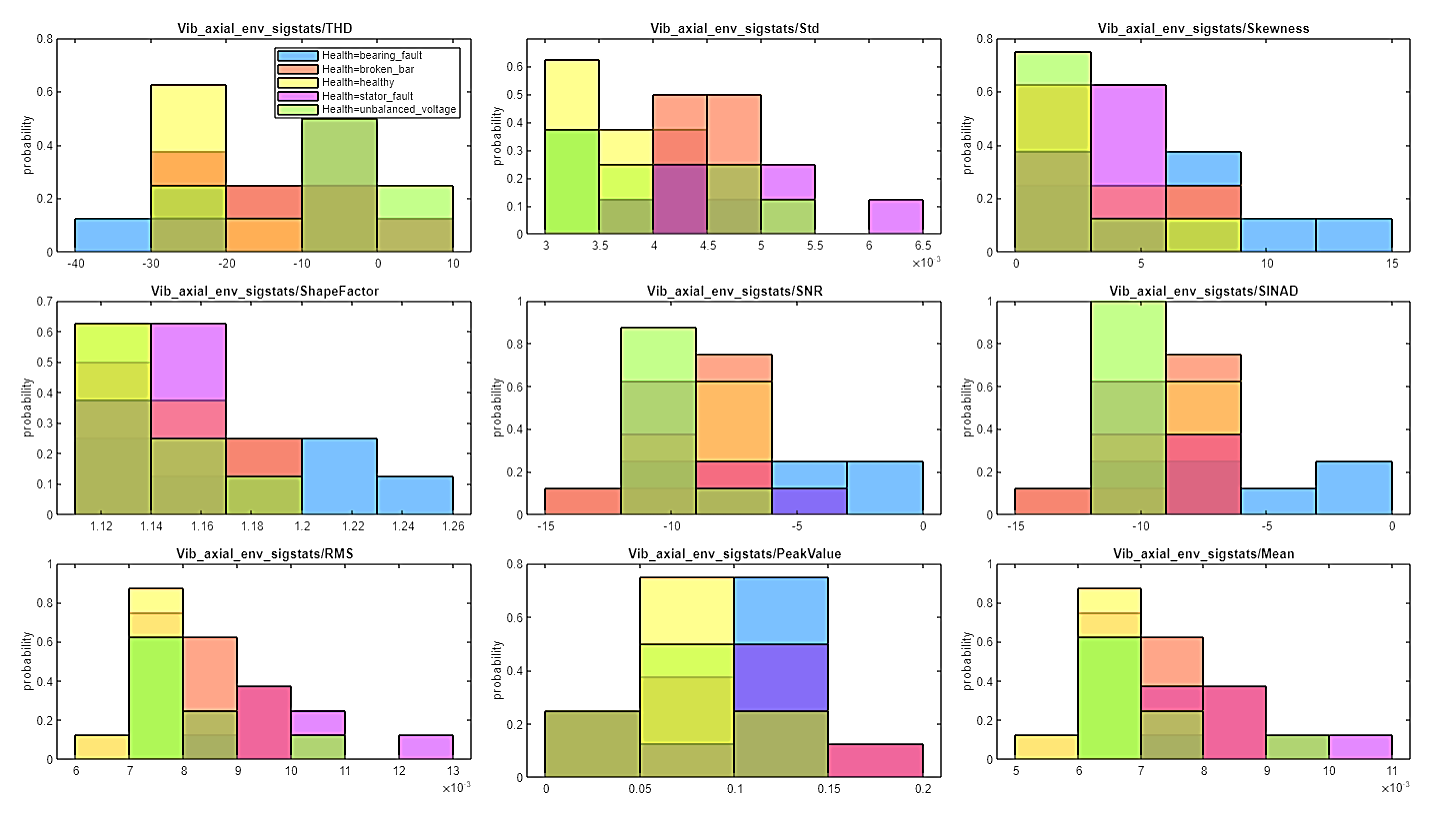 Vib_axial_env_sigstats/THD
probability
0.8
0.6
0.4
0.2
0
-40 -30 -20 -10 0 10
Health=bearing_fault
Health=broken_bar
Health=healthy
Health=stator_fault
Health=unbalanced_voltage
Vib_axial_env_sigstats/Std
probability
0.6
0.5
0.4
0.3
0.2
0.1
0
3 3.5 4 4.5 5 5.5 6 6.5
×10⁻³
Vib_axial_env_sigstats/Skewness
probability
0.8
0.6
0.4
0.2
0
0 5 10 15
Vib_axial_env_sigstats/ShapeFactor
probability
0.7
0.6
0.5
0.4
0.3
0.2
0.1
0
1.12 1.14 1.16 1.18 1.2 1.22 1.24 1.26
Vib_axial_env_sigstats/SNR
probability
1
0.8
0.6
0.4
0.2
0
-15 -10 -5 0
Vib_axial_env_sigstats/SINAD
probability
1
0.8
0.6
0.4
0.2
0
-15 -10 -5 0
Vib_axial_env_sigstats/RMS
probability
1
0.8
0.6
0.4
0.2
0
6 7 8 9 10 11 12 13
×10⁻³
Vib_axial_env_sigstats/PeakValue
probability
0.8
0.6
0.4
0.2
0
0 0.05 0.1 0.15 0.2
Vib_axial_env_sigstats/Mean
probability
1
0.8
0.6
0.4
0.2
0
5 6 7 8 9 10 11
×10⁻³